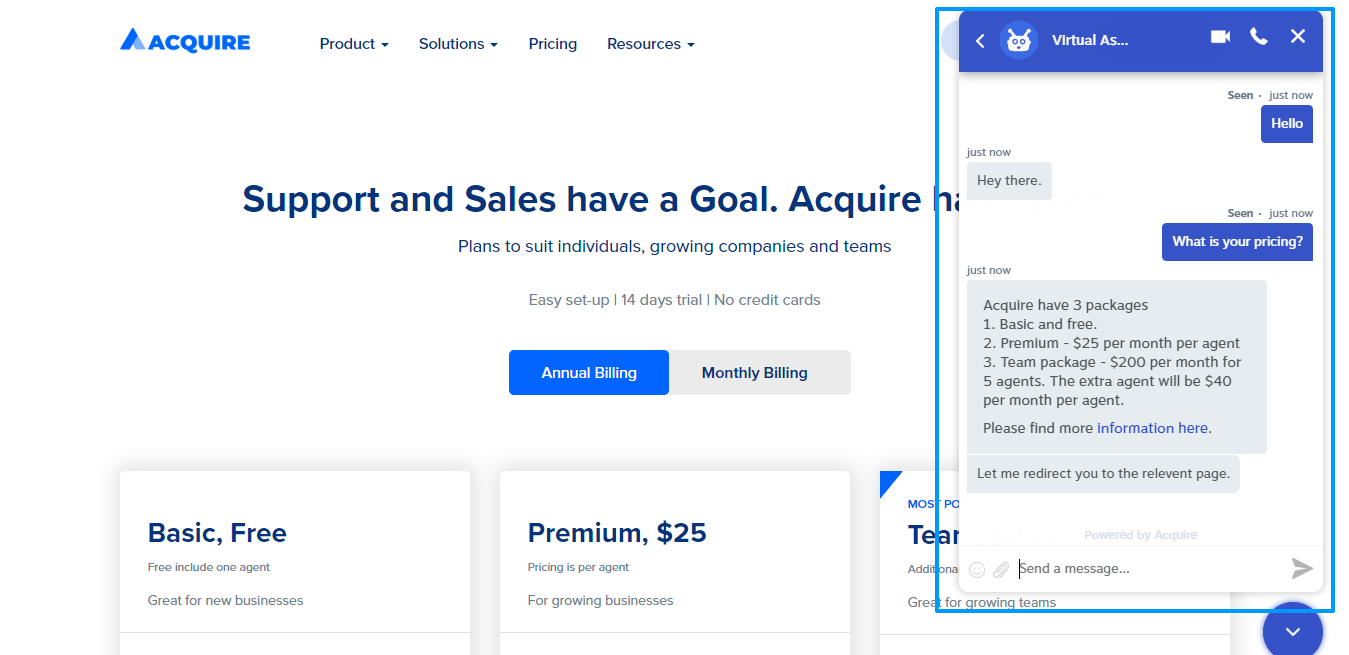 ACQUIRE
Product
Solutions
Pricing
Resources
Support and Sales have a Goal. Acquire
Plans to suit individuals, growing companies and teams
Easy set-up | 14 days trial | No credit cards
Annual Billing
Monthly Billing
Basic, Free
Free include one agent
Great for new businesses
Premium, $25
Pricing is per agent
For growing businesses
MOST PO
Tear
Additiona
Great for growing teams
Virtual As...
Seen · just now
Hello
just now
Hey there.
Seen · just now
What is your pricing?
just now
Acquire have 3 packages
1. Basic and free.
2. Premium - $25 per month per agent
3. Team package - $200 per month for
5 agents. The extra agent will be $40
per month per agent.
Please find more information here.
Let me redirect you to the relevent page.
Powered by Acquire
Send a message...